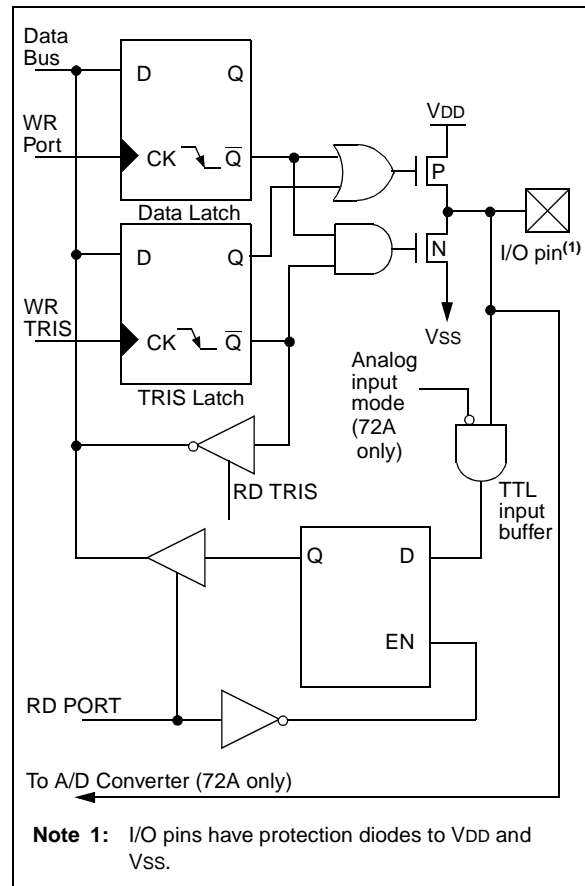 Data
Bus
D
Q
VDD
WR
Port
CK
Q
P
Data Latch
I/O pin(1)
N
D
Q
WR
TRIS
VSS
CK
Q
Analog
input
mode
(72A
only)
TRIS Latch
RD TRIS
TTL
input
buffer
Q
D
EN
RD PORT
To A/D Converter (72A only)
Note 1: I/O pins have protection diodes to VDD and
VSS.